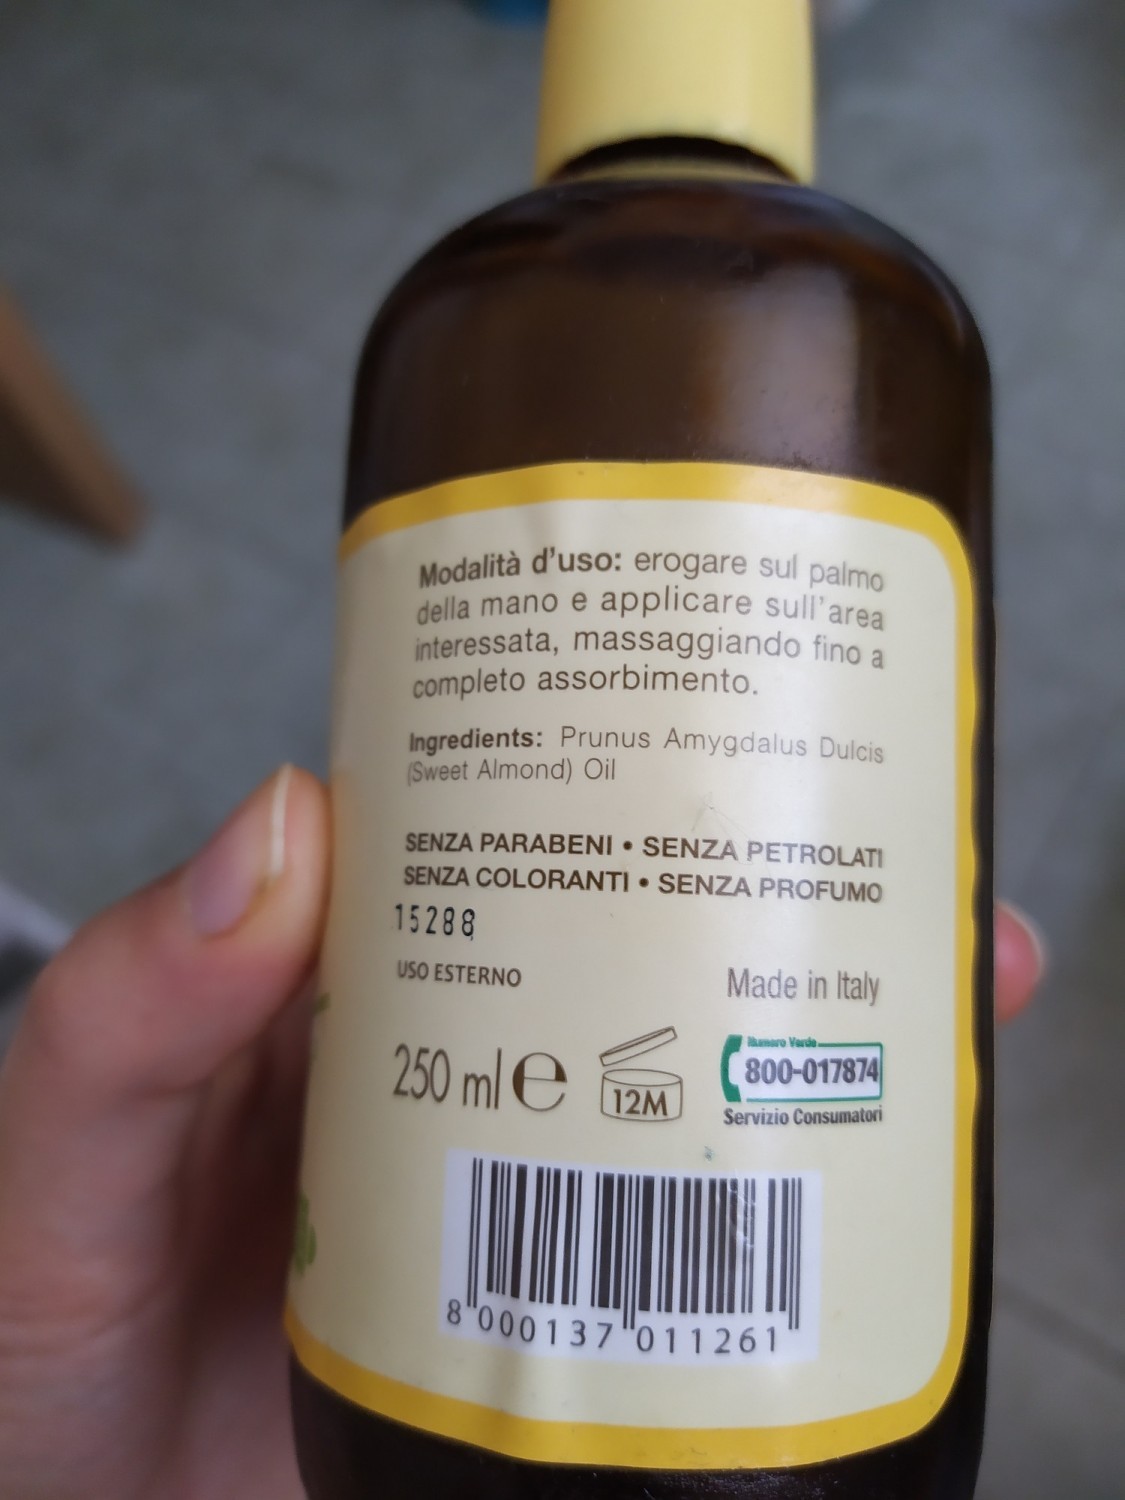 Modalità d'uso: erogare sul palmo
della mano e applicare sull'area
interessata, massaggiando fino a
completo assorbimento.
Ingredients: Prunus Amygdalus Dulcis
(Sweet Almond) Oil
SENZA PARABENI • SENZA PETROLATI
SENZA COLORANTI • SENZA PROFUMO
15288
USO ESTERNO
Made in Italy
250 ml e
12M
Numero Verde
800-017874
Servizio Consumatori
8 000137 011261